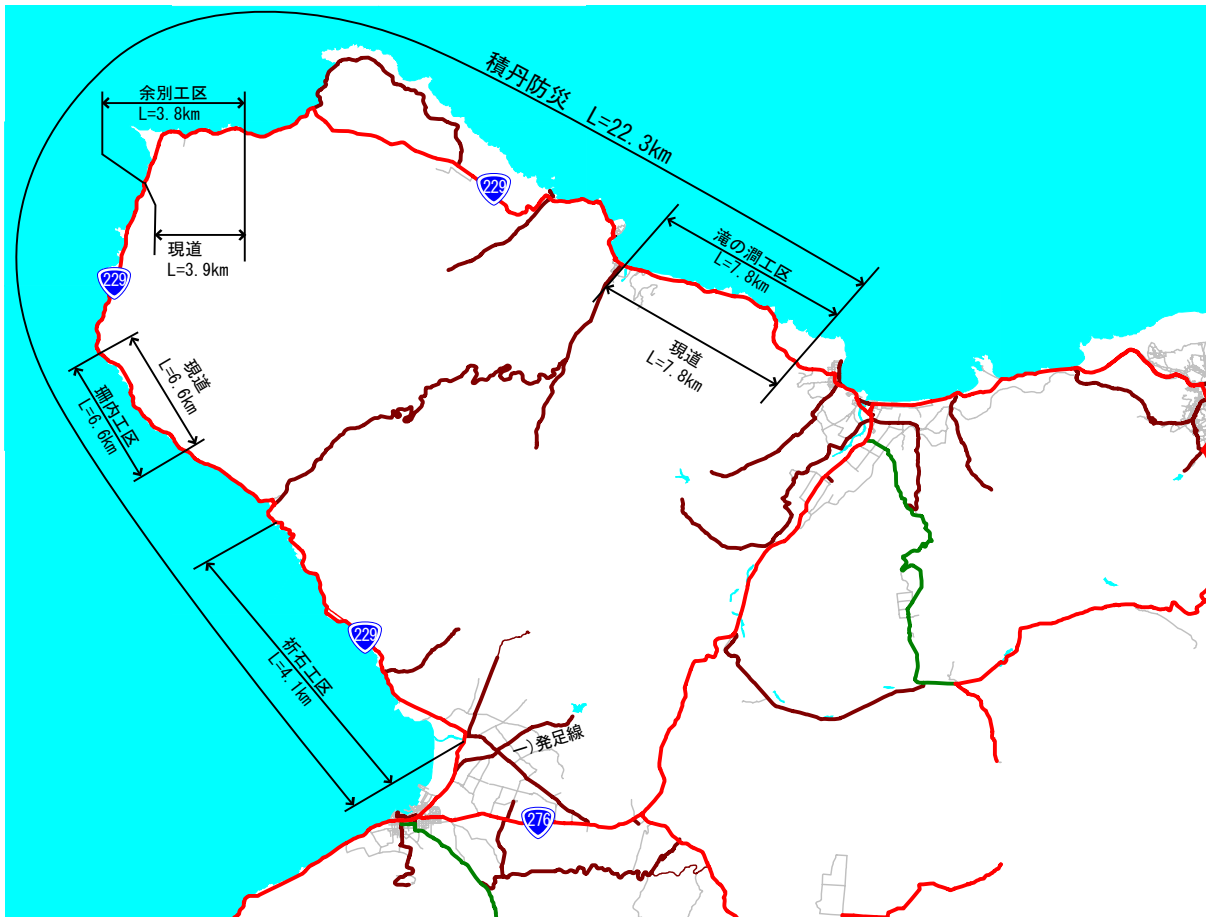 積丹防災 L=22.3km
余別工区
L=3.8km
現道
L=3.9km
229
229
滝の澗工区
L=7.8km
現道
L=7.8km
現道
L=6.6km
珊内工区
L=6.6km
祈石工区
L=4.1km
229
一)発足線
276